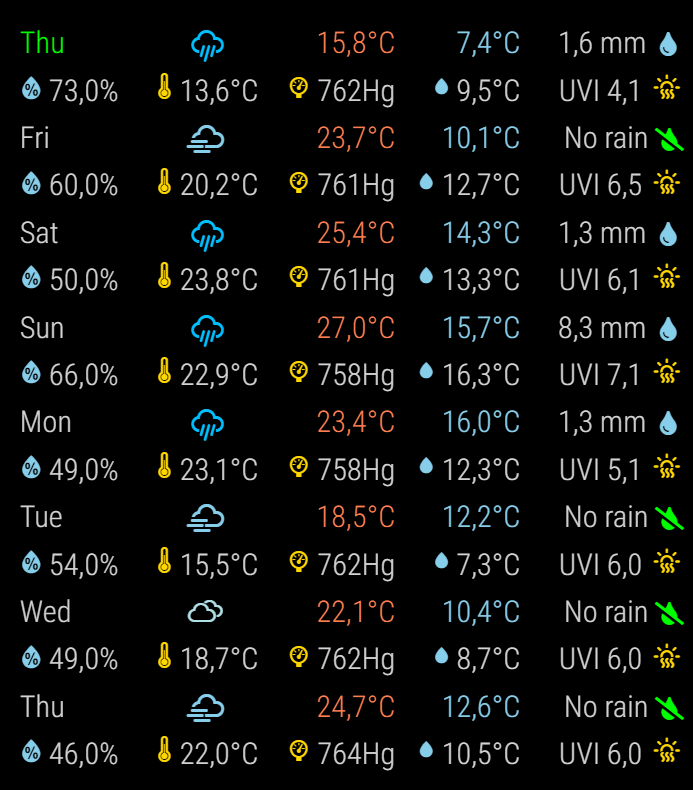 Thu 15,8°C 7,4°C 1,6 mm
% 73,0% 13,6°C 762Hg 9,5°C UVI 4,1
Fri 23,7°C 10,1°C No rain
% 60,0% 20,2°C 761Hg 12,7°C UVI 6,5
Sat 25,4°C 14,3°C 1,3 mm
% 50,0% 23,8°C 761Hg 13,3°C UVI 6,1
Sun 27,0°C 15,7°C 8,3 mm
% 66,0% 22,9°C 758Hg 16,3°C UVI 7,1
Mon 23,4°C 16,0°C 1,3 mm
% 49,0% 23,1°C 758Hg 12,3°C UVI 5,1
Tue 18,5°C 12,2°C No rain
% 54,0% 15,5°C 762Hg 7,3°C UVI 6,0
Wed 22,1°C 10,4°C No rain
% 49,0% 18,7°C 762Hg 8,7°C UVI 6,0
Thu 24,7°C 12,6°C No rain
% 46,0% 22,0°C 764Hg 10,5°C UVI 6,0